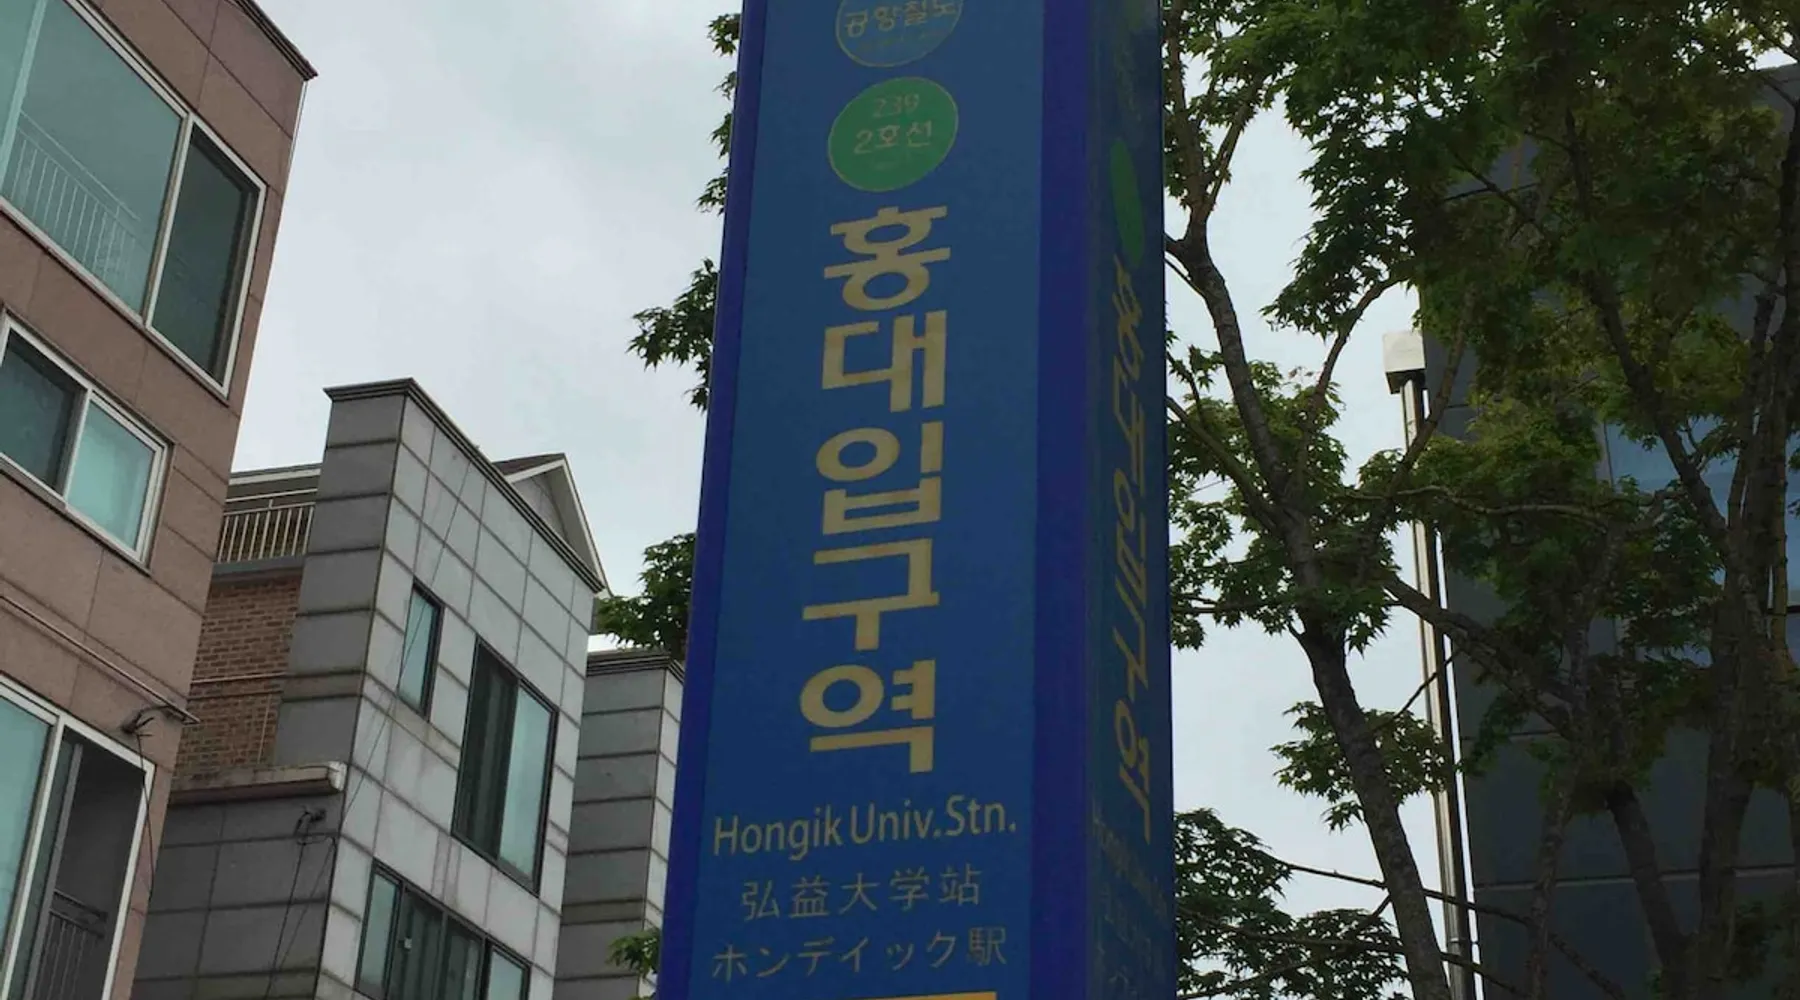 공항철도
239
2호선
홍대입구역
Hongik Univ. Stn.
弘益大学站
ホンデイック駅